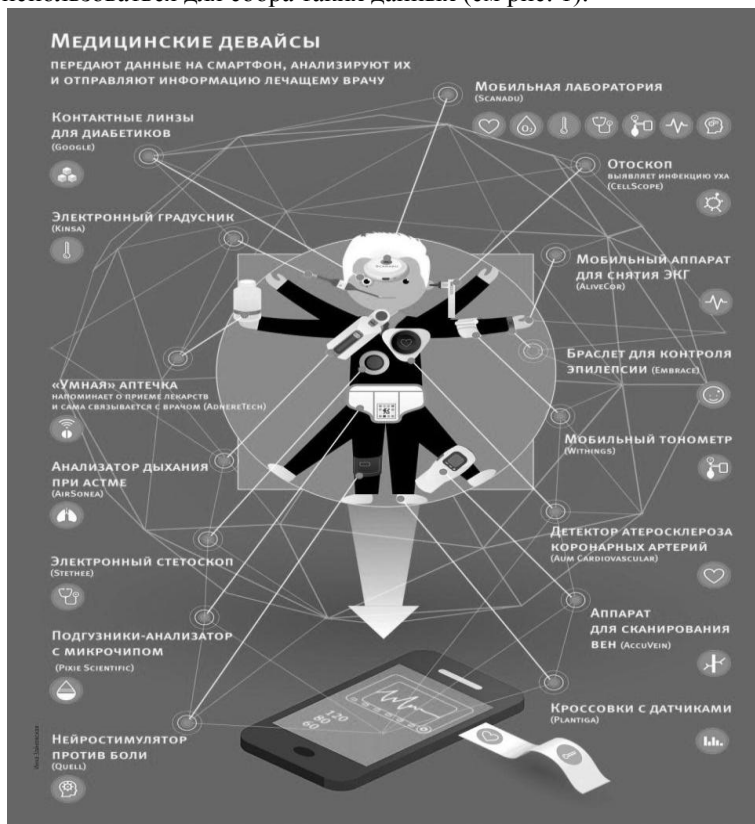 использоваться для сбора таких данных (см рис. 1).
Медицинские девайсы
передают данные на смартфон, анализируют их
и отправляют информацию лечащему врачу
Контактные линзы
для диабетиков
(Google)
Электронный градусник
(Kinsa)
«Умная» аптечка
напоминает о приеме лекарств
и сама связывается с врачом (AdhereTech)
Анализатор дыхания
при астме
(AirSonea)
Электронный стетоскоп
(Stethee)
Подгузники-анализатор
с микрочипом
(Pixie Scientific)
Нейростимулятор
против боли
(Quell)
Мобильная лаборатория
(Scanadu)
O₂
Отоскоп
выявляет инфекцию уха
(CellScope)
Мобильный аппарат
для снятия ЭКГ
(AliveCor)
Браслет для контроля
эпилепсии (Embrace)
Мобильный тонометр
(Withings)
Детектор атеросклероза
коронарных артерий
(Aum Cardiovascular)
Аппарат
для сканирования
вен (AccuVein)
Кроссовки с датчиками
(Plantiga)
Scanadu
120
80
60